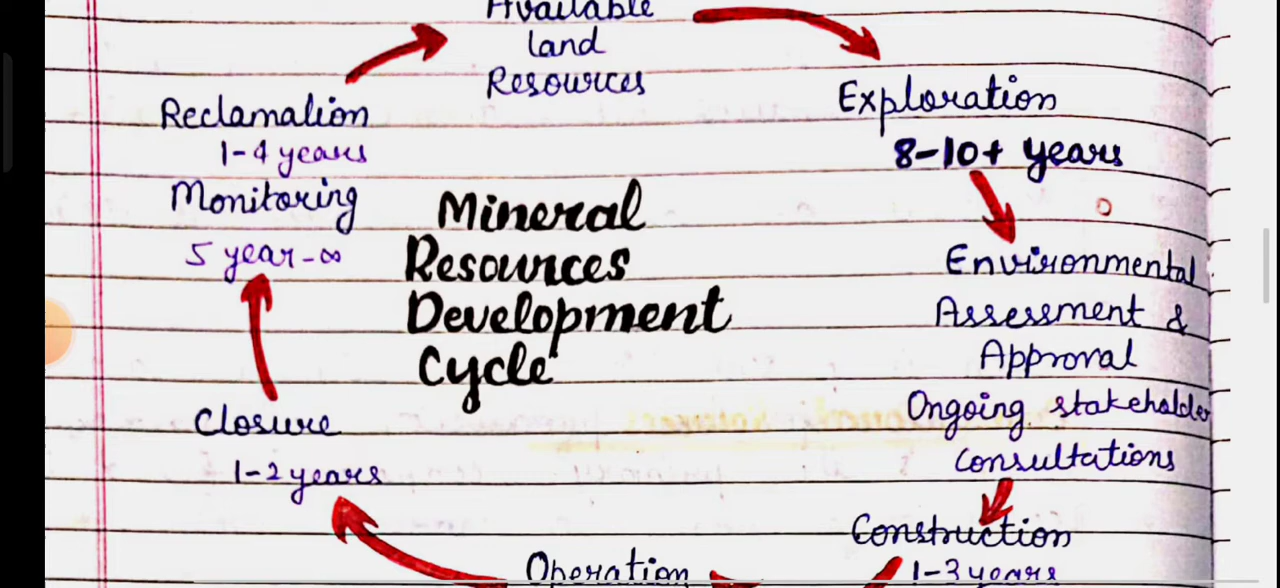 Available
land
Resources
Exploration
8-10+ years
Environmental
Assessment &
Approval
Ongoing stakeholder
consultations
Construction
1-3 years
Operation
Closure
1-2 years
Reclamation
1-4 years
Monitoring
5 year-∞
Mineral
Resources
Development
Cycle